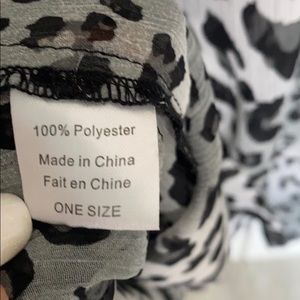 100% Polyester
Made in China
Fait en Chine
ONE SIZE